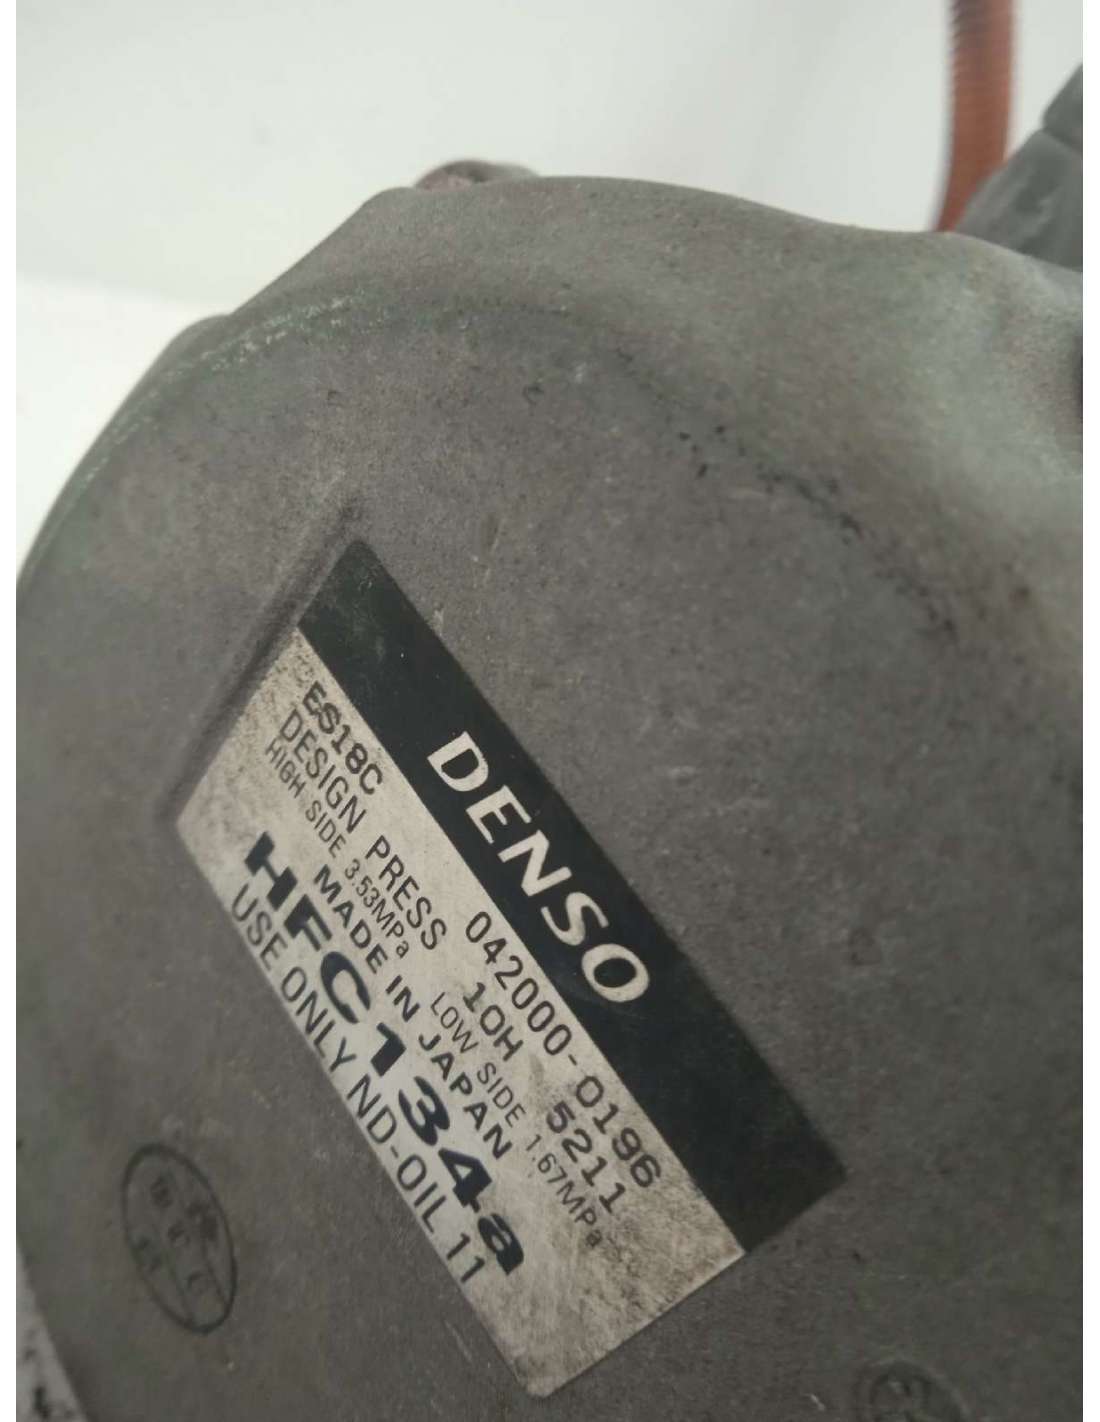 DENSO
ES18C 042000-0196
DESIGN PRESS 10H 5211
HIGH SIDE 3.53MPa LOW SIDE 1.67MPa
MADE IN JAPAN
HFC134a
USE ONLY ND-OIL 11